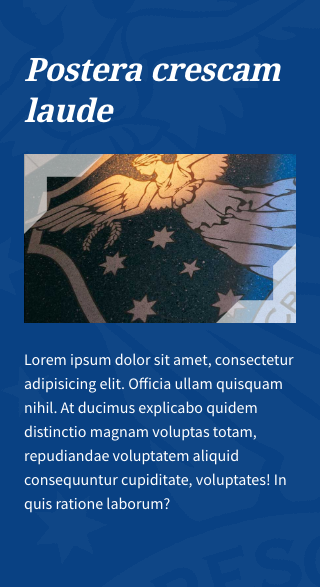 Postera crescam
laude
Lorem ipsum dolor sit amet, consectetur
adipisicing elit. Officia ullam quisquam
nihil. At ducimus explicabo quidem
distinctio magnam voluptas totam,
repudiandae voluptatem aliquid
consequuntur cupiditate, voluptates! In
quis ratione laborum?